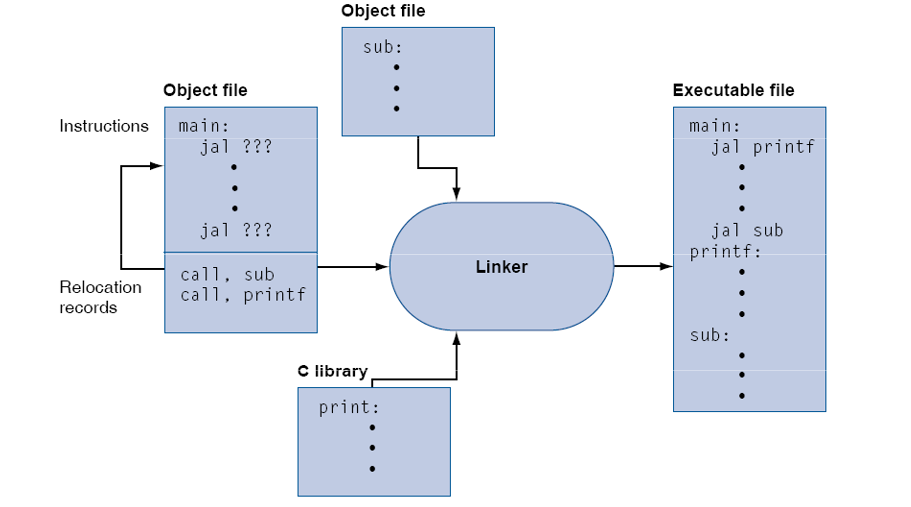 Object file
sub:
Object file
Instructions
main:
jal ???
jal ???
Relocation
records
call, sub
call, printf
Linker
C library
print:
Executable file
main:
jal printf
jal sub
printf:
sub: